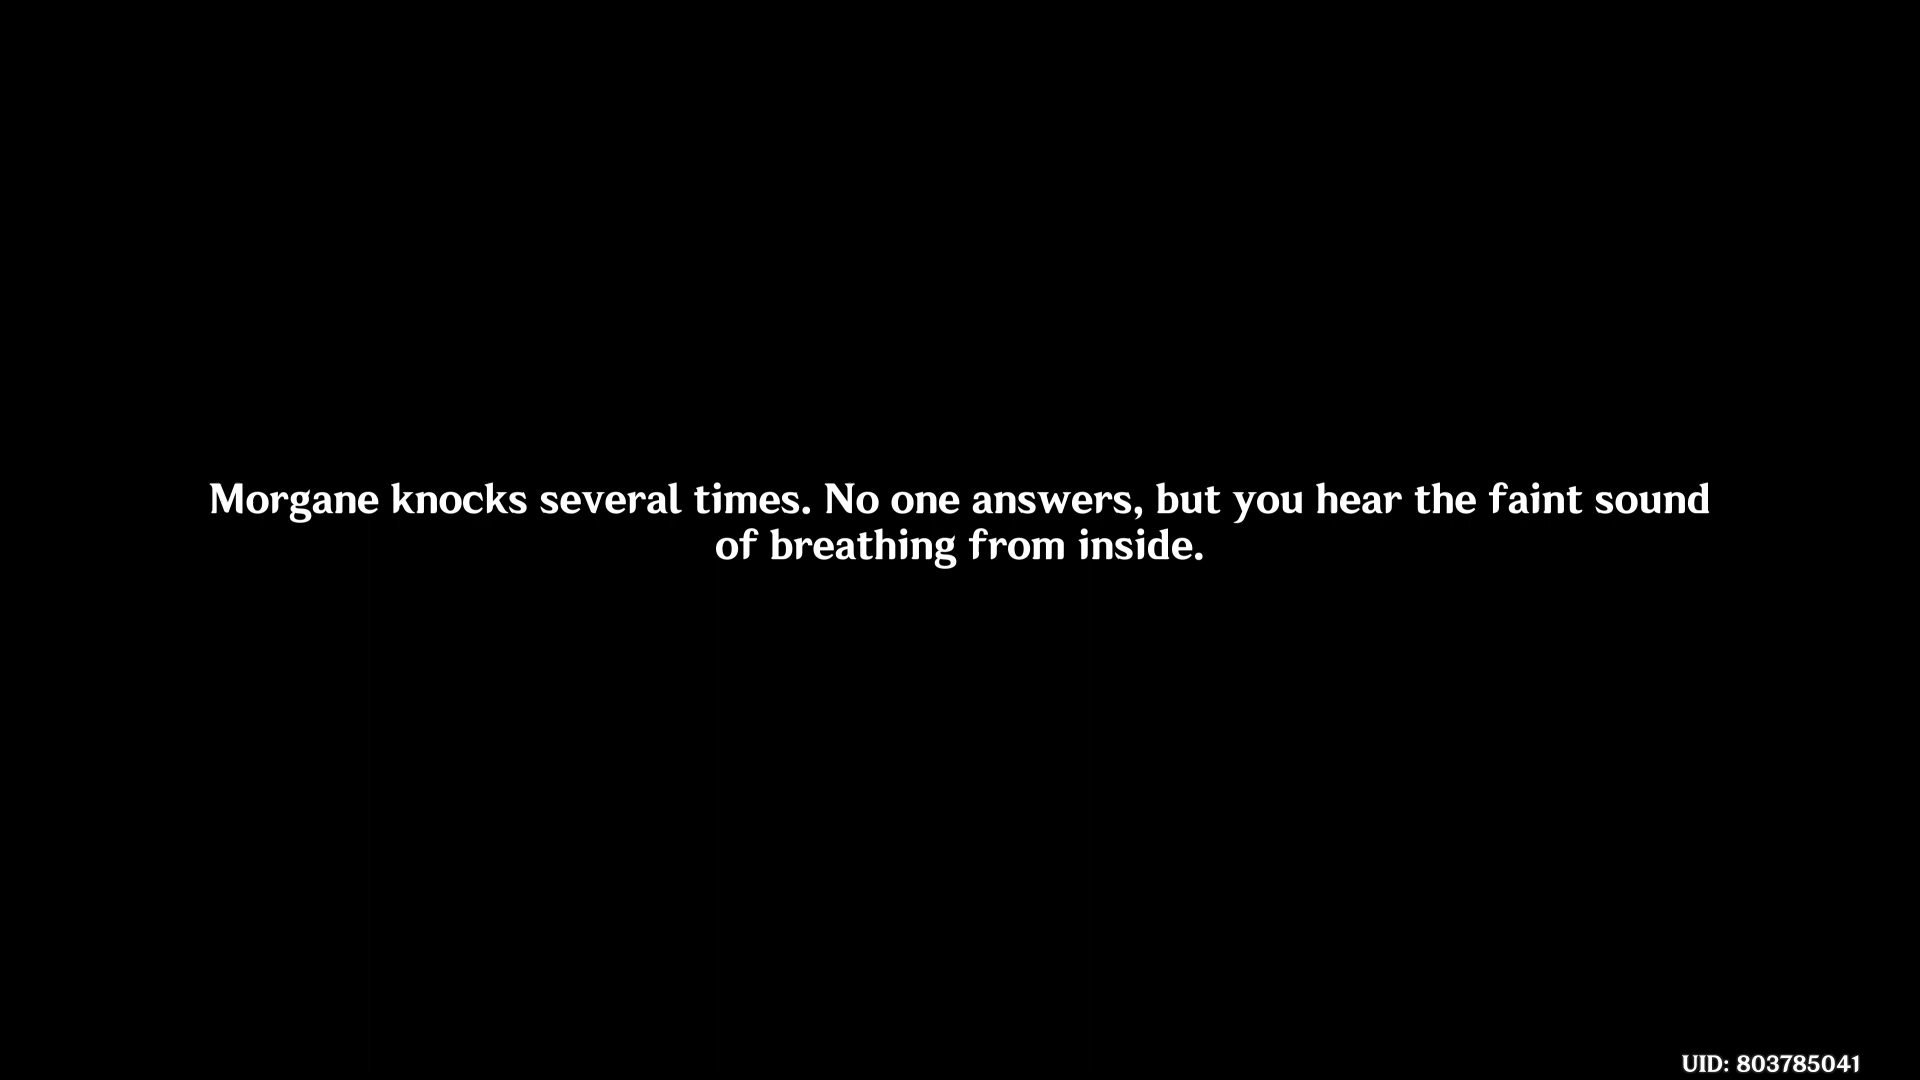 Morgane knocks several times. No one answers, but you hear the faint sound
of breathing from inside.
UID: 803785041